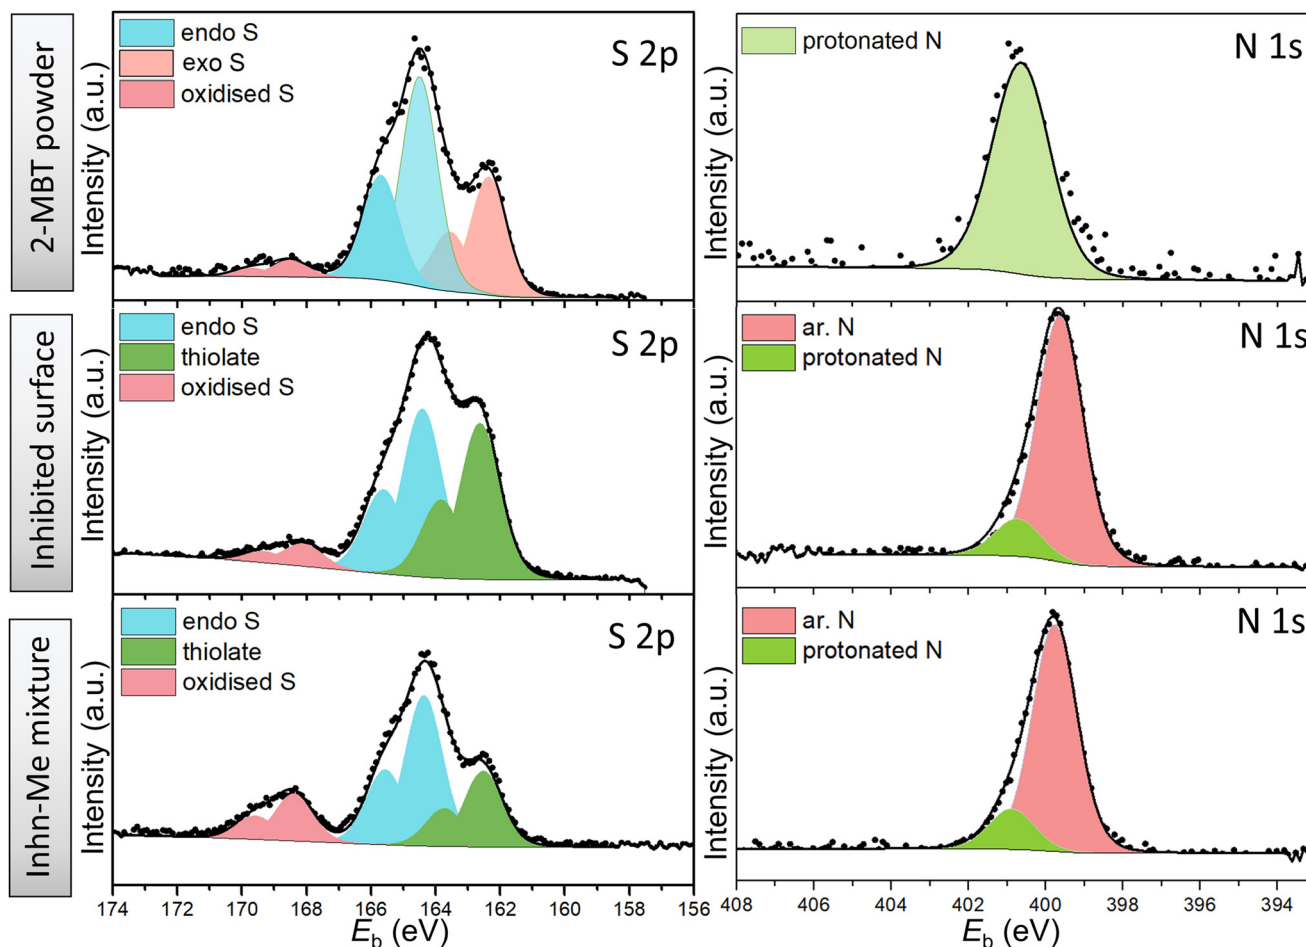 2-MBT powder
Intensity (a.u.)
endo S
exo S
oxidised S
S 2p
Intensity (a.u.)
protonated N
N 1s
Inhibited surface
Intensity (a.u.)
endo S
thiolate
oxidised S
S 2p
Intensity (a.u.)
ar. N
protonated N
N 1s
Inhn-Me mixture
Intensity (a.u.)
endo S
thiolate
oxidised S
S 2p
174 172 170 168 166 164 162 160 158 156
Eb (eV)
Intensity (a.u.)
ar. N
protonated N
N 1s
408 406 404 402 400 398 396 394
Eb (eV)